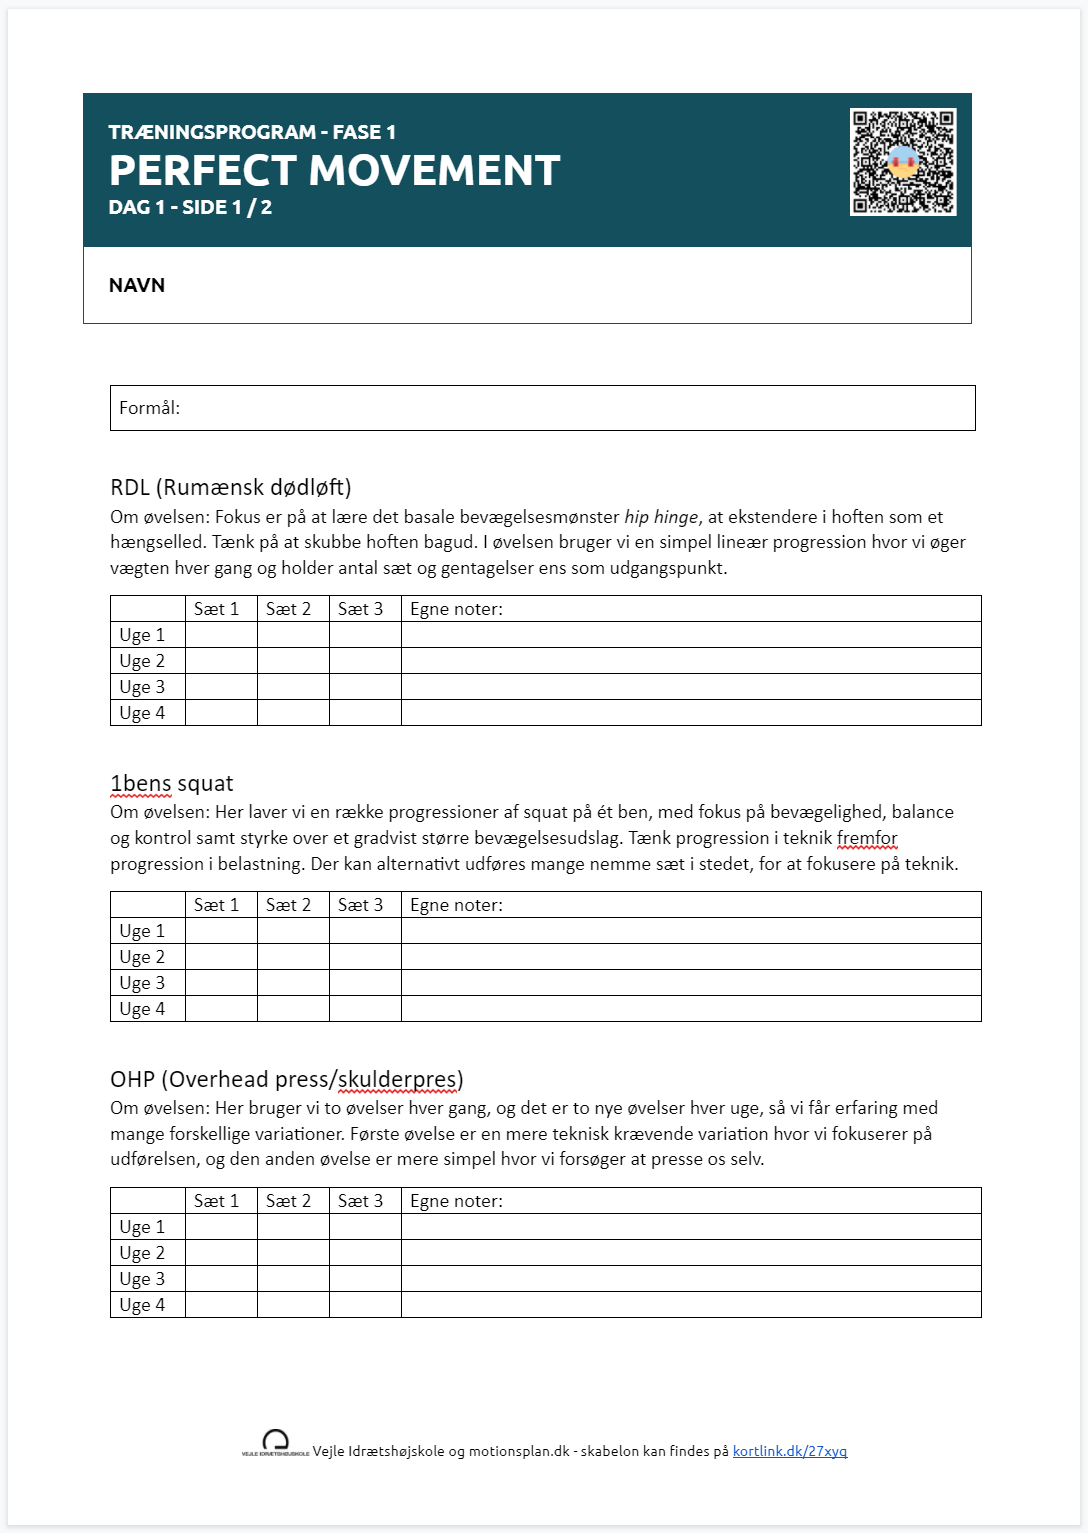 TRÆNINGSPROGRAM - FASE 1
PERFECT MOVEMENT
DAG 1 - SIDE 1 / 2
NAVN
Formål:
RDL (Rumænsk dødløft)
Om øvelsen: Fokus er på at lære det basale bevægelsesmønster hip hinge, at ekstendere i hoften som et
hængselled. Tænk på at skubbe hoften bagud. I øvelsen bruger vi en simpel lineær progression hvor vi øger
vægten hver gang og holder antal sæt og gentagelser ens som udgangspunkt.
Sæt 1 Sæt 2 Sæt 3 Egne noter:
Uge 1
Uge 2
Uge 3
Uge 4
1bens squat
Om øvelsen: Her laver vi en række progressioner af squat på ét ben, med fokus på bevægelighed, balance
og kontrol samt styrke over et gradvist større bevægelsesudslag. Tænk progression i teknik fremfor
progression i belastning. Der kan alternativt udføres mange nemme sæt i stedet, for at fokusere på teknik.
Sæt 1 Sæt 2 Sæt 3 Egne noter:
Uge 1
Uge 2
Uge 3
Uge 4
OHP (Overhead press/skulderpres)
Om øvelsen: Her bruger vi to øvelser hver gang, og det er to nye øvelser hver uge, så vi får erfaring med
mange forskellige variationer. Første øvelse er en mere teknisk krævende variation hvor vi fokuserer på
udførelsen, og den anden øvelse er mere simpel hvor vi forsøger at presse os selv.
Sæt 1 Sæt 2 Sæt 3 Egne noter:
Uge 1
Uge 2
Uge 3
Uge 4
VEJLE IDRÆTSHØJSKOLE Vejle Idrætshøjskole og motionsplan.dk - skabelon kan findes på kortlink.dk/27xyq